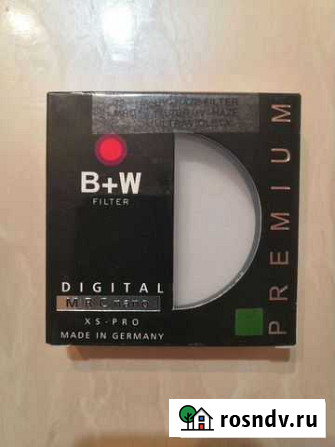 B+W
FILTER
DIGITAL
MRC nano
XS-PRO
MADE IN GERMANY
PREMIUM
rosndv.ru